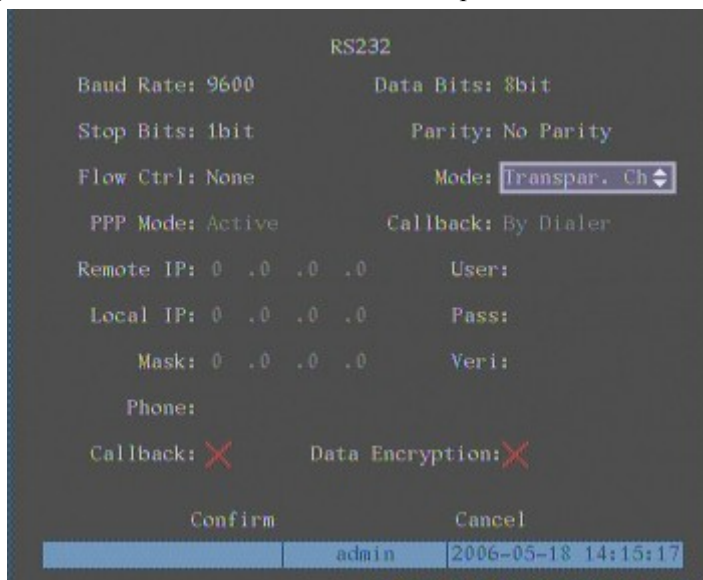 RS232
Baud Rate: 9600 Data Bits: 8bit
Stop Bits: 1bit Parity: No Parity
Flow Ctrl: None Mode: Transpar. Ch
PPP Mode: Active Callback: By Dialer
Remote IP: 0 .0 .0 .0 User:
Local IP: 0 .0 .0 .0 Pass:
Mask: 0 .0 .0 .0 Veri:
Phone:
Callback: Data Encryption:
Confirm Cancel
admin 2006-05-18 14:15:17